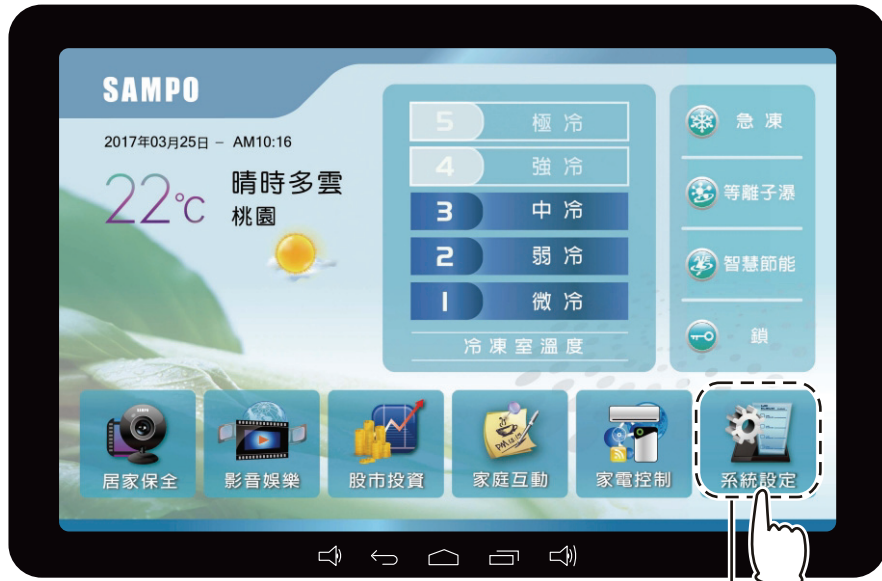 SAMPO
2017年03月25日 - AM10:16
22°C
晴時多雲
桃園
5 極冷
4 強冷
3 中冷
2 弱冷
1 微冷
冷凍室溫度
急凍
等離子瀑
智慧節能
鎖
居家保全
影音娛樂
股市投資
家庭互動
家電控制
系統設定